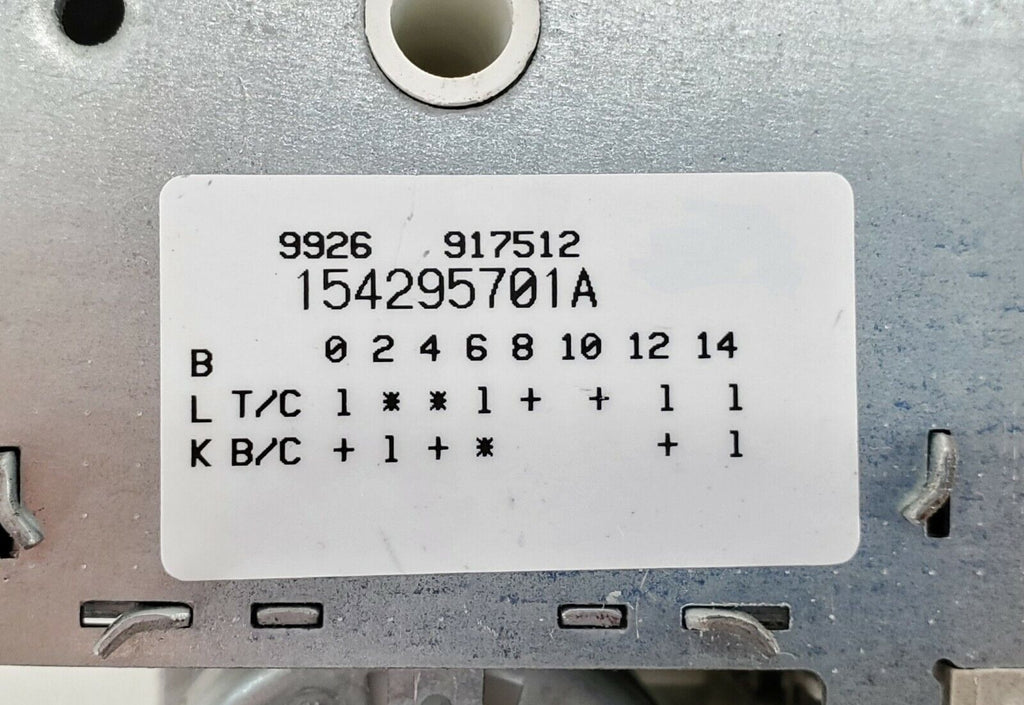 9926 917512
154295701A
B 0 2 4 6 8 10 12 14
L T/C 1 * * 1 + + 1 1
K B/C + 1 + * + 1